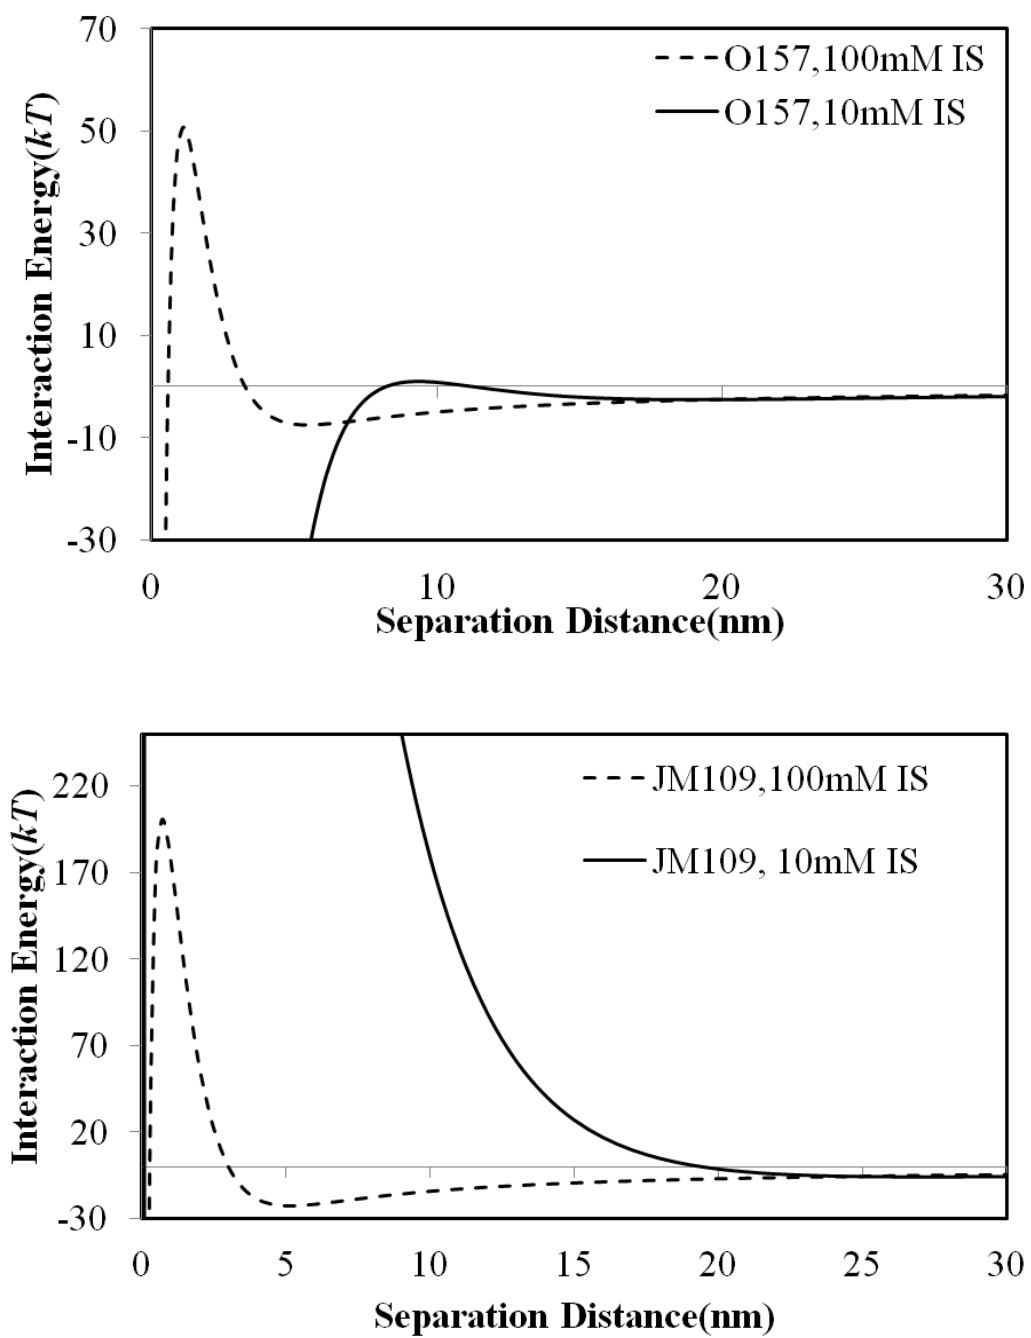 70
50
30
10
-10
-30
Interaction Energy(kT)
O157,100mM IS
O157,10mM IS
0
10
20
30
Separation Distance(nm)
220
170
120
70
20
-30
Interaction Energy(kT)
JM109,100mM IS
JM109, 10mM IS
0
5
10
15
20
25
30
Separation Distance(nm)